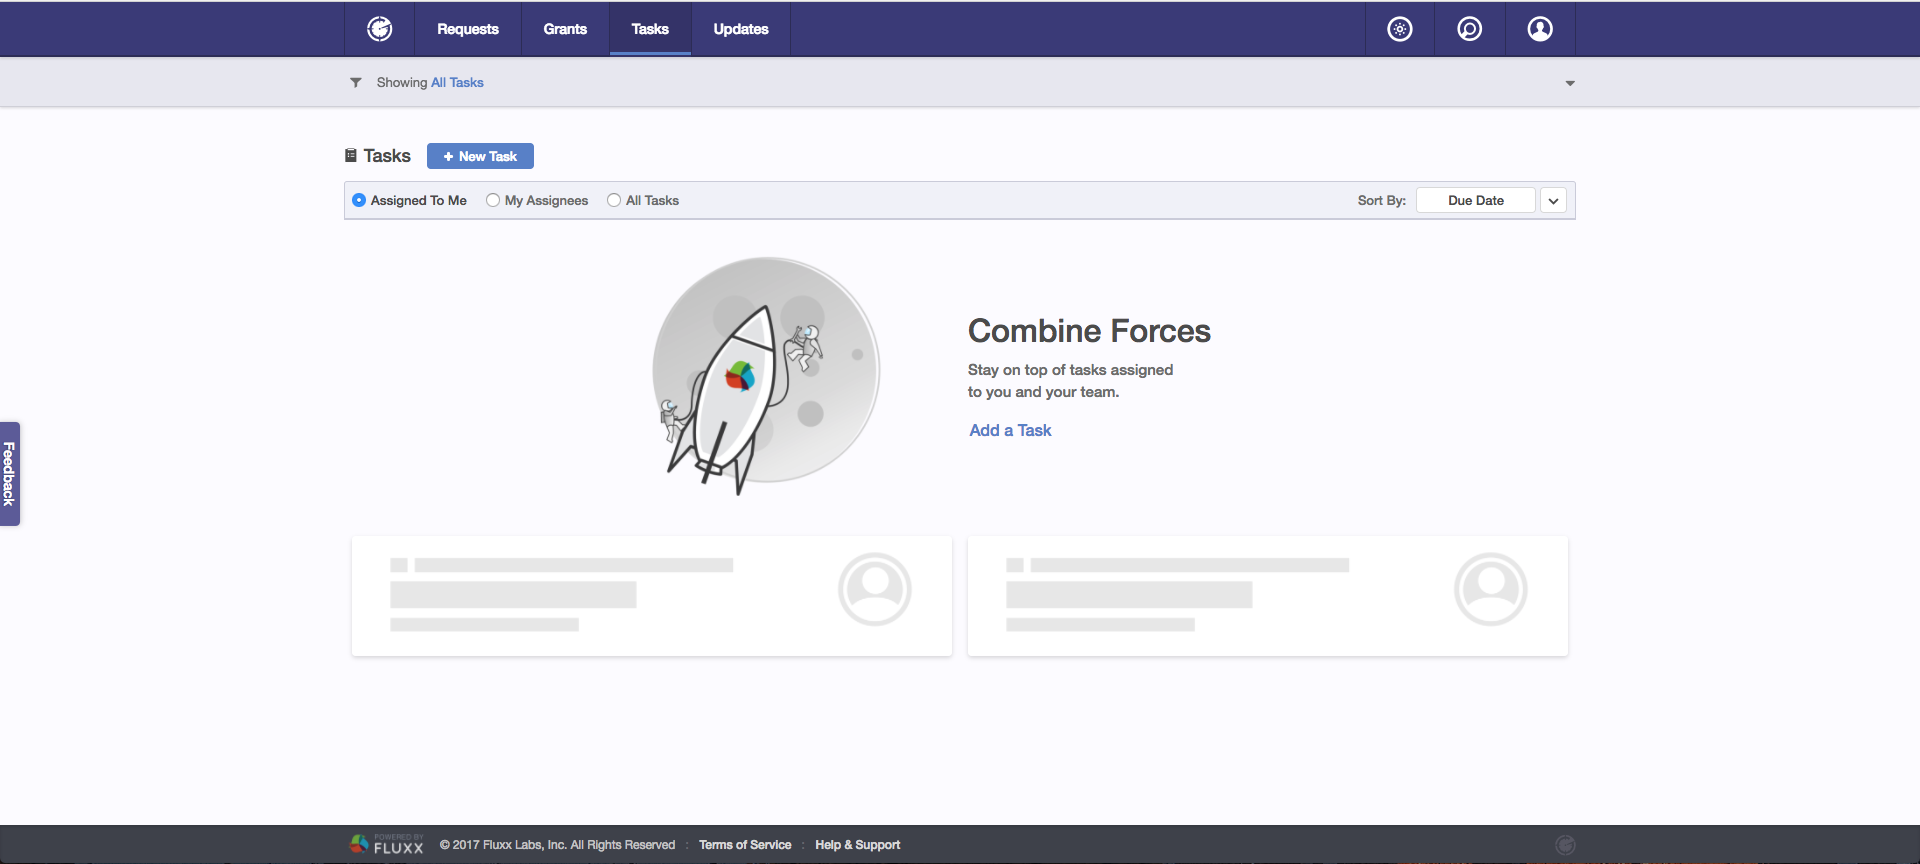 Requests Grants Tasks Updates
Showing All Tasks
Tasks + New Task
Assigned To Me My Assignees All Tasks Sort By: Due Date
Combine Forces
Stay on top of tasks assigned
to you and your team.
Add a Task
Feedback
POWERED BY
FLUXX © 2017 Fluxx Labs, Inc. All Rights Reserved : Terms of Service : Help & Support